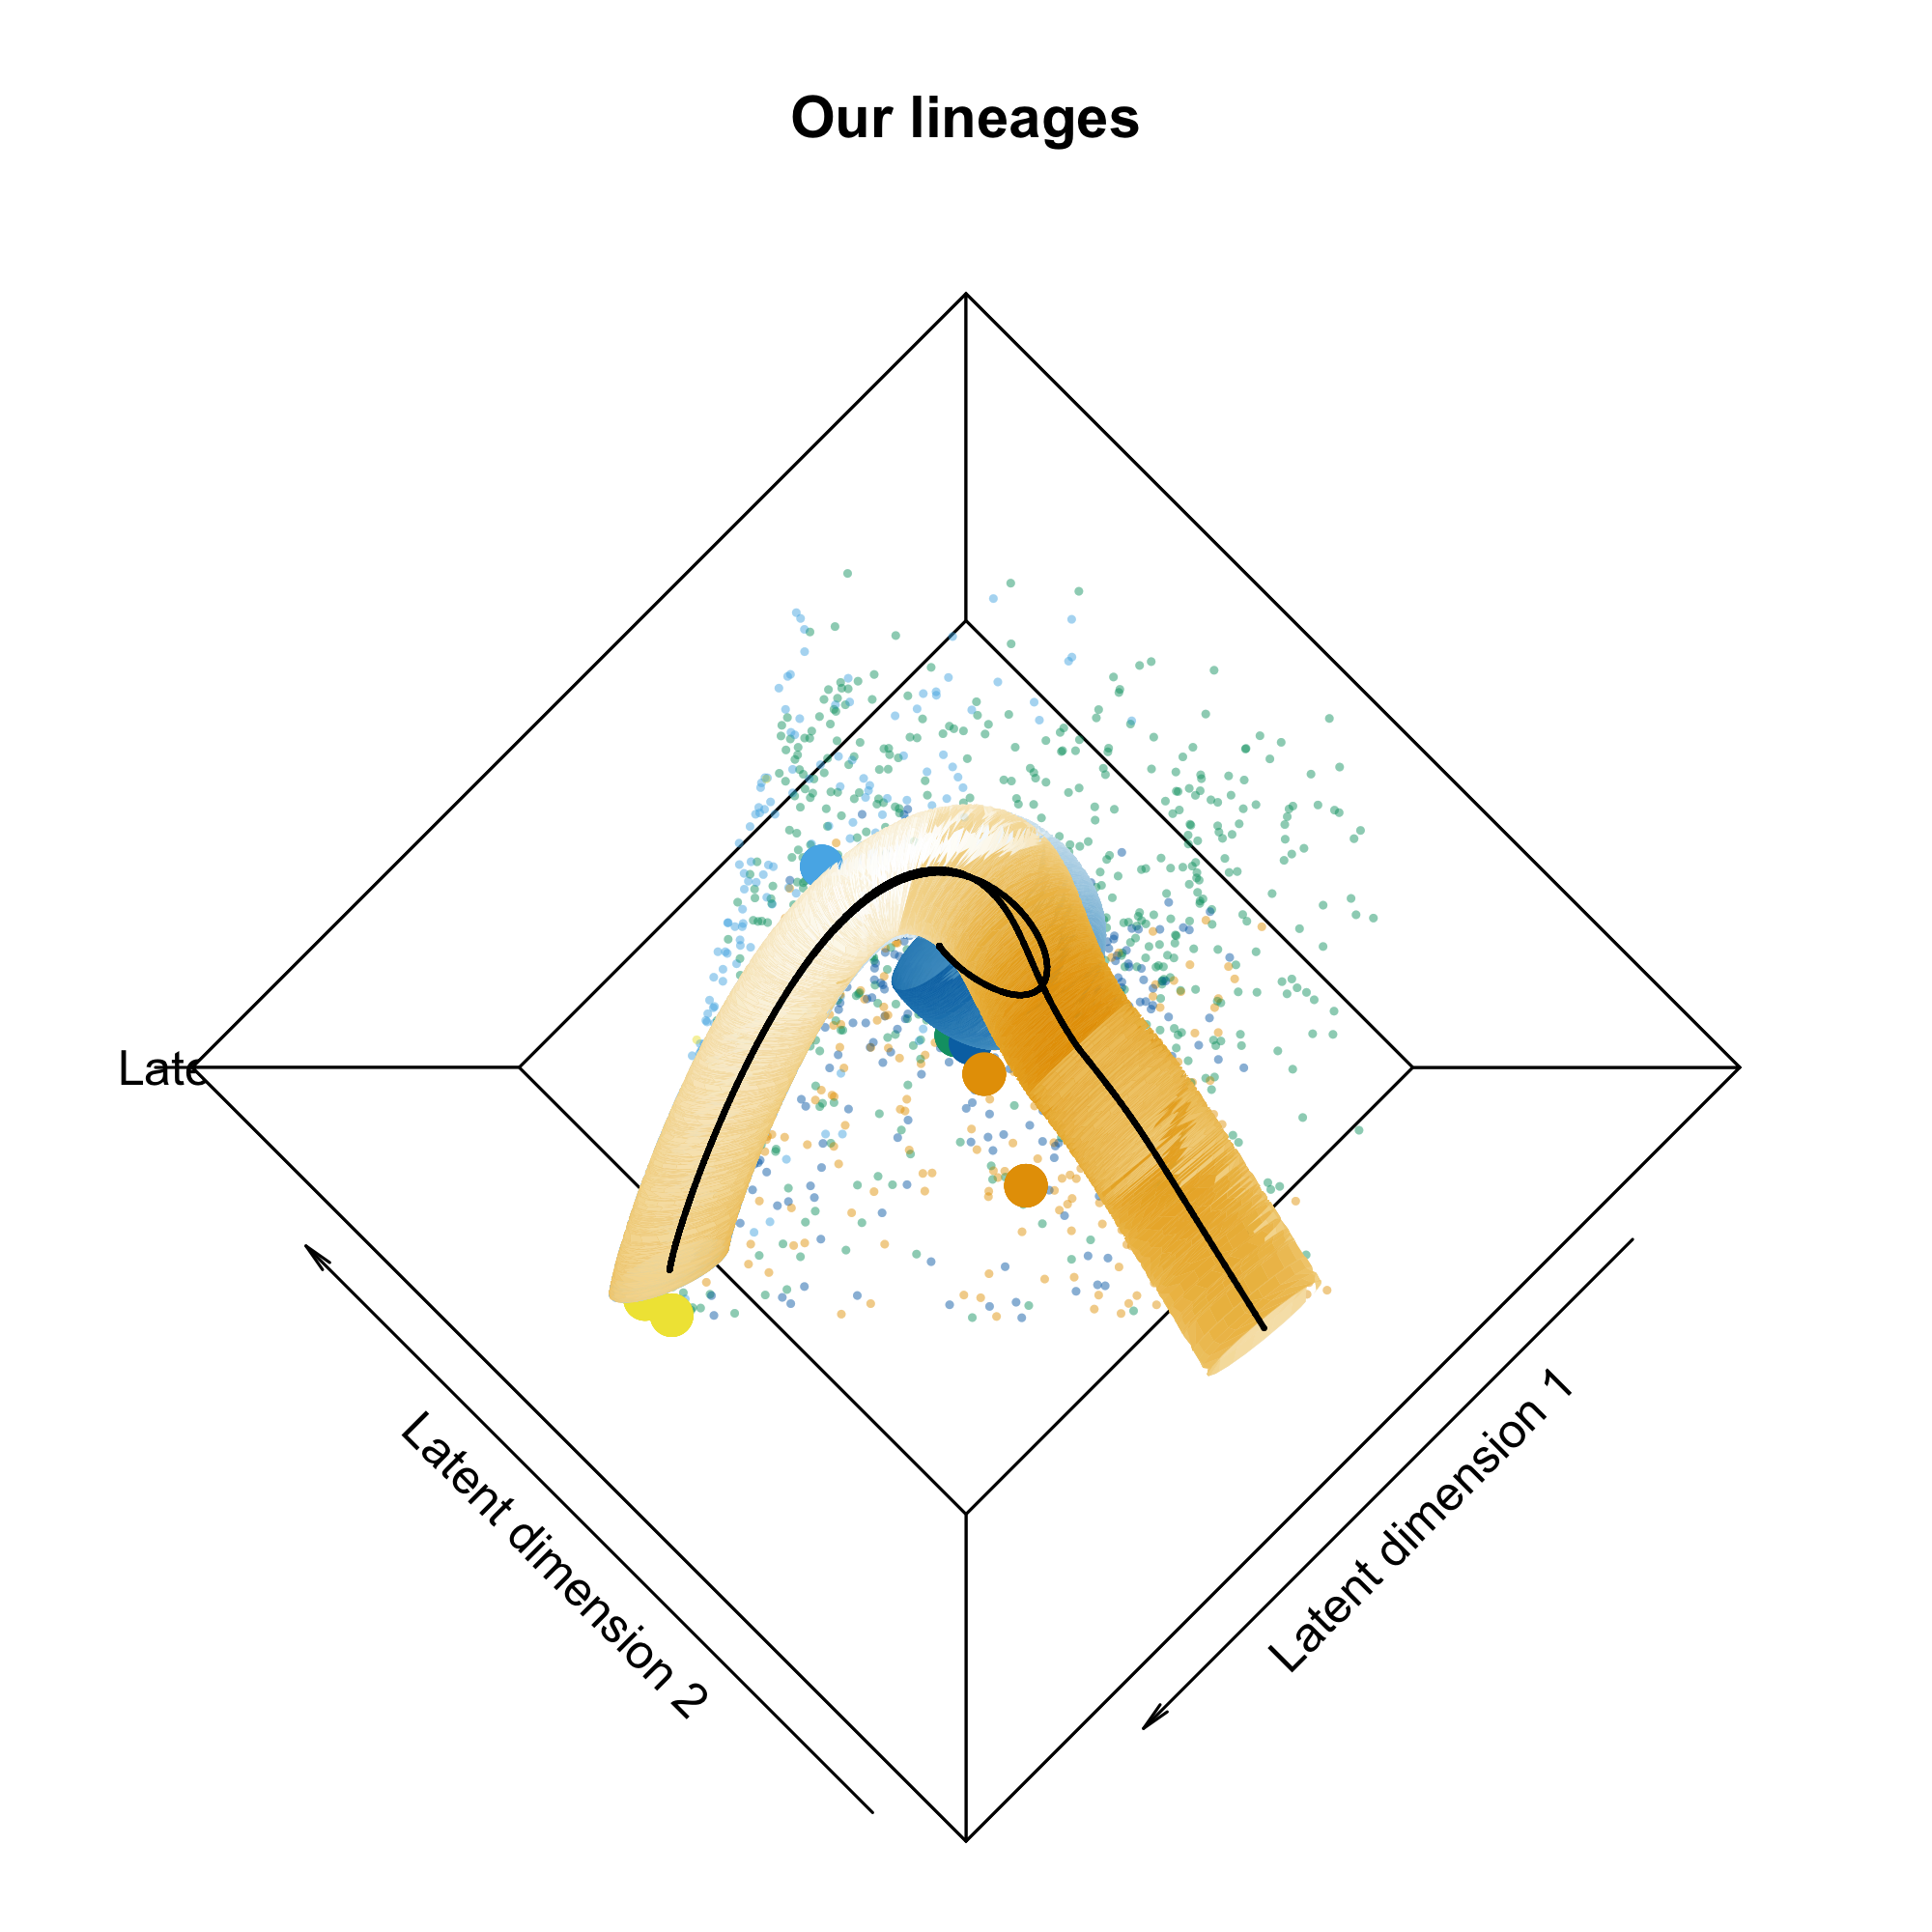 Our lineages
Late
Latent dimension 2
Latent dimension 1